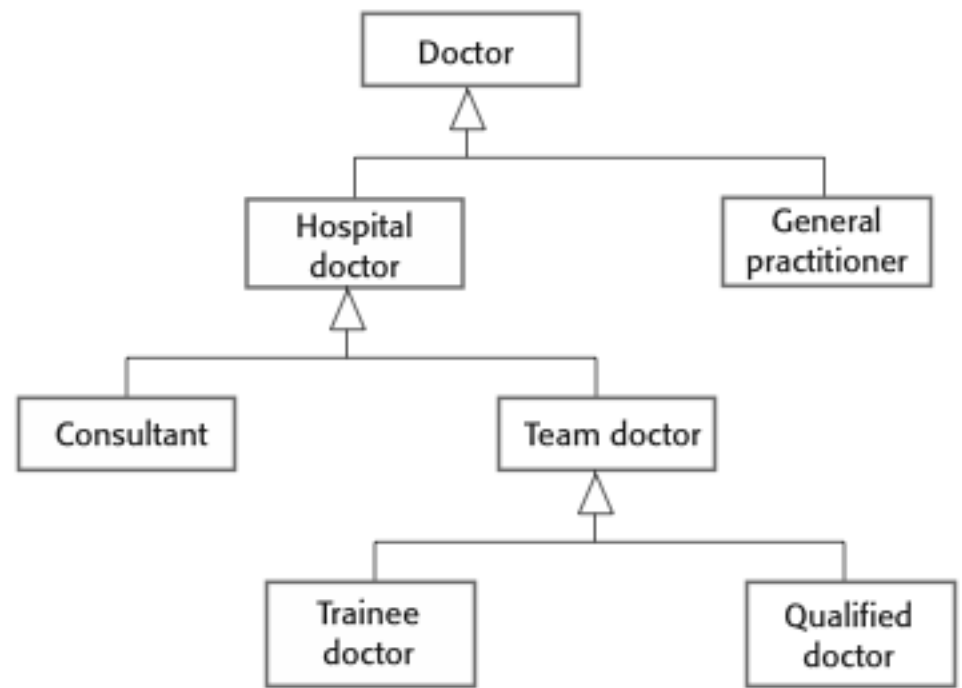 Doctor
Hospital
doctor
General
practitioner
Consultant
Team doctor
Trainee
doctor
Qualified
doctor